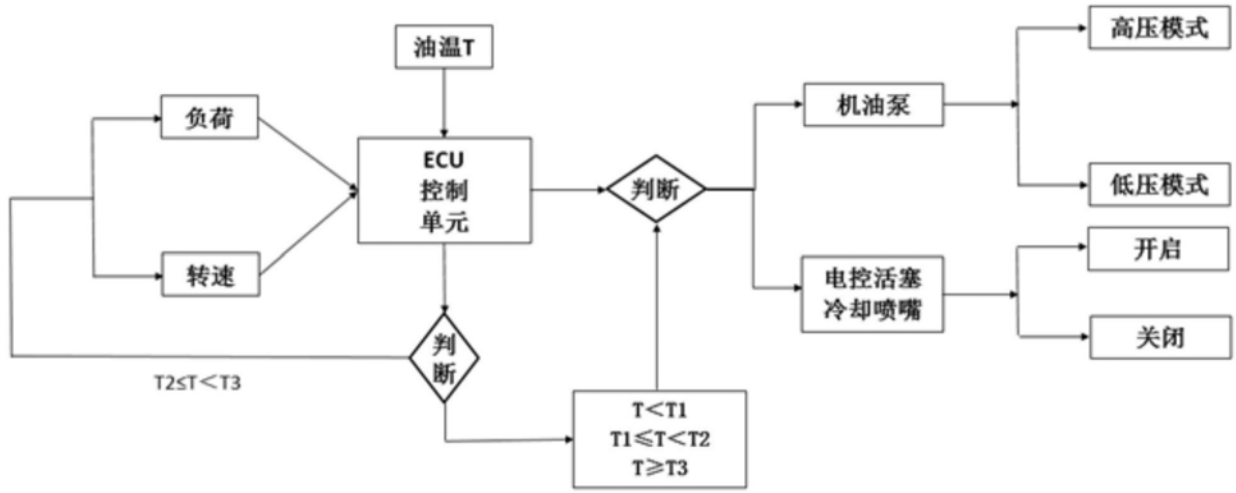 油温T
高压模式
负荷
机油泵
ECU
控制
单元
判断
低压模式
转速
电控活塞
冷却喷嘴
开启
关闭
判
断
T2≤T＜T3
T＜T1
T1≤T＜T2
T≥T3